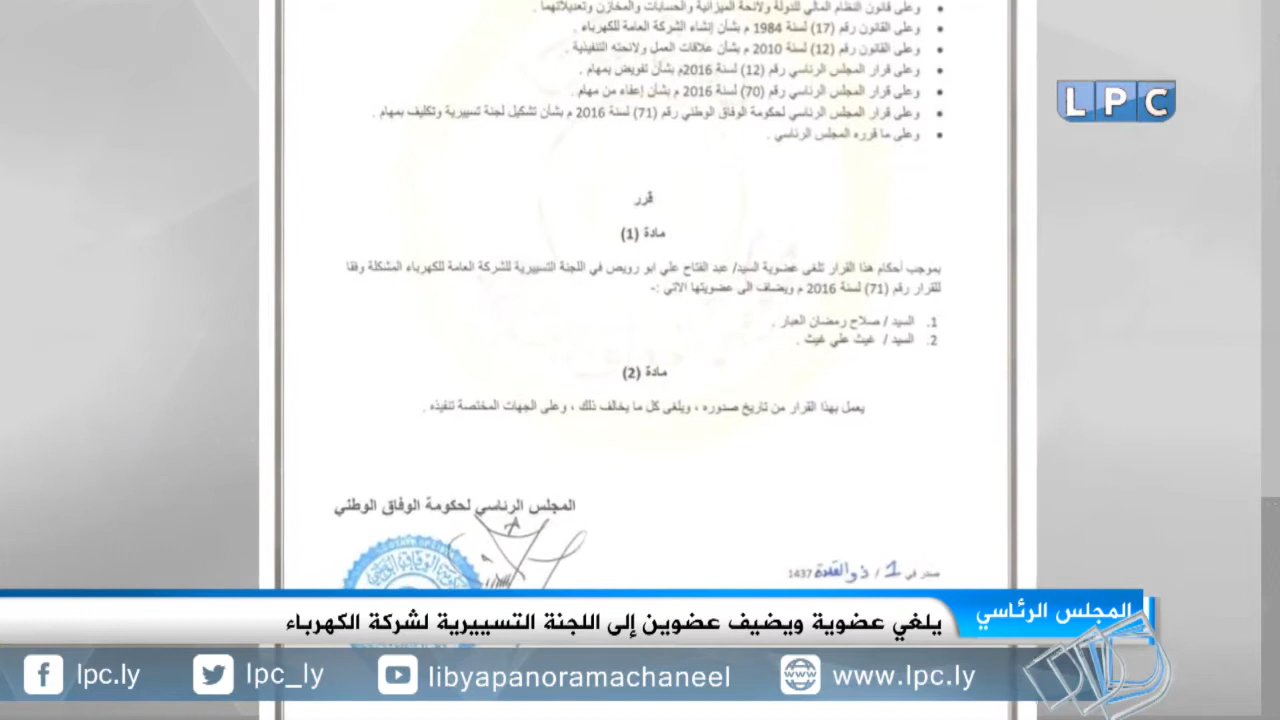 وعلى قانون النظام المالي للدولة ولائحة الميزانية والحسابات والمخازن وتعديلاتهما .
وعلى القانون رقم (17) لسنة 1984 م بشأن إنشاء الشركة العامة للكهرباء .
وعلى القانون رقم (12) لسنة 2010 م بشأن علاقات العمل ولائحته التنفيذية .
وعلى قرار المجلس الرئاسي رقم (12) لسنة 2016م بشأن تفويض بمهام .
وعلى قرار المجلس الرئاسي رقم (70) لسنة 2016 م بشأن إعفاء من مهام .
وعلى قرار المجلس الرئاسي لحكومة الوفاق الوطني رقم (71) لسنة 2016 م بشأن تشكيل لجنة تسييرية وتكليف بمهام .
وعلى ما قرره المجلس الرئاسي .
LPC
قرر
مادة (1)
بموجب أحكام هذا القرار تلغى عضوية السيد/ عبد الفتاح علي ابو رويص في اللجنة التسييرية للشركة العامة للكهرباء المشكلة وفقا
للقرار رقم (71) لسنة 2016 م ويضاف الى عضويتها الاتي :-
1. السيد / صلاح رمضان العبار .
2. السيد / غيث علي غيث .
مادة (2)
يعمل بهذا القرار من تاريخ صدوره ، ويلغى كل ما يخالف ذلك ، وعلى الجهات المختصة تنفيذه .
المجلس الرئاسي لحكومة الوفاق الوطني
صدر في 1 / ذو القعدة 1437
المجلس الرئاسي
يلغي عضوية ويضيف عضوين إلى اللجنة التسييرية لشركة الكهرباء
lpc.ly
lpc_ly
libyapanoramachaneel
www.lpc.ly